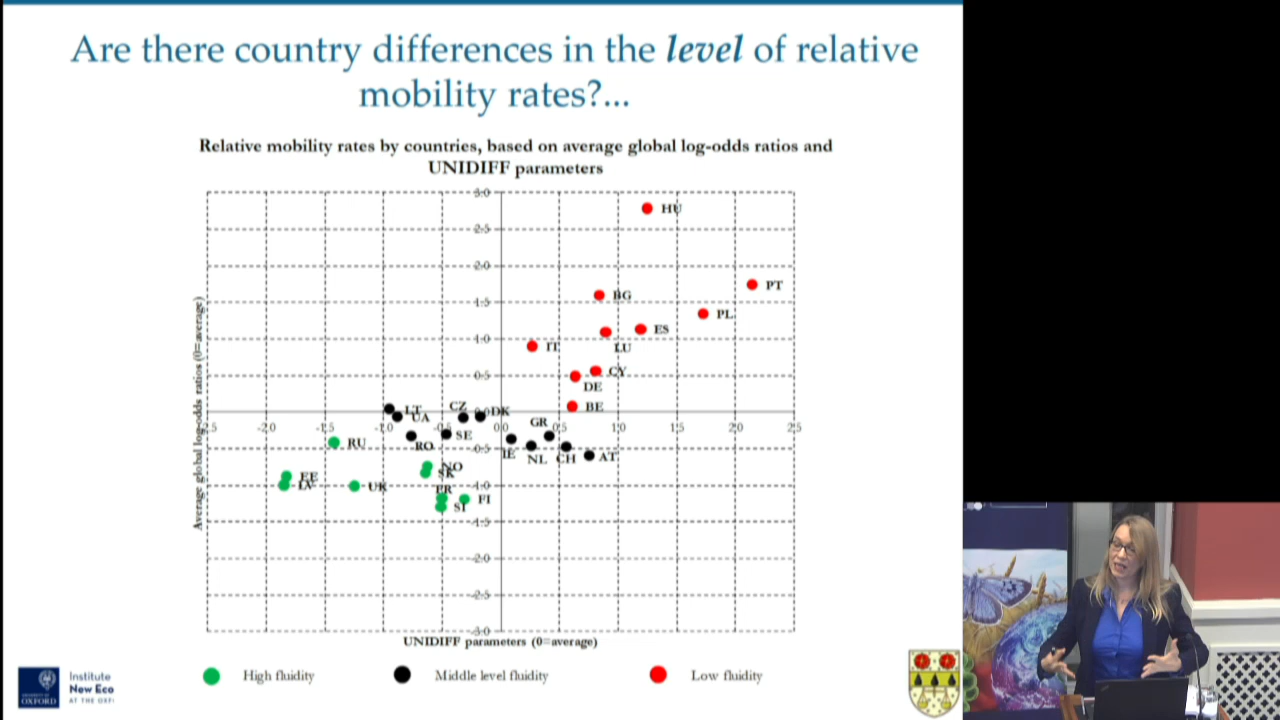 Are there country differences in the level of relative
mobility rates?...
Relative mobility rates by countries, based on average global log-odds ratios and
UNIDIFF parameters
Average global log-odds ratios (0=average)
3.0
2.5
2.0
1.5
1.0
0.5
0.0
-0.5
-1.0
-1.5
-2.0
-2.5
-3.0
-2.5
-2.0
-1.5
-1.0
-0.5
0.0
0.5
1.0
1.5
2.0
2.5
HU
PT
BG
PL
ES
IT
LU
CY
DE
BE
LT
UA
CZ
DK
GR
RU
RO
SE
IE
NL
CH
AT
EE
LV
UK
NO
SK
FR
FI
SI
UNIDIFF parameters (0=average)
High fluidity
Middle level fluidity
Low fluidity
UNIVERSITY OF
OXFORD
Institute
New Eco
AT THE OXF